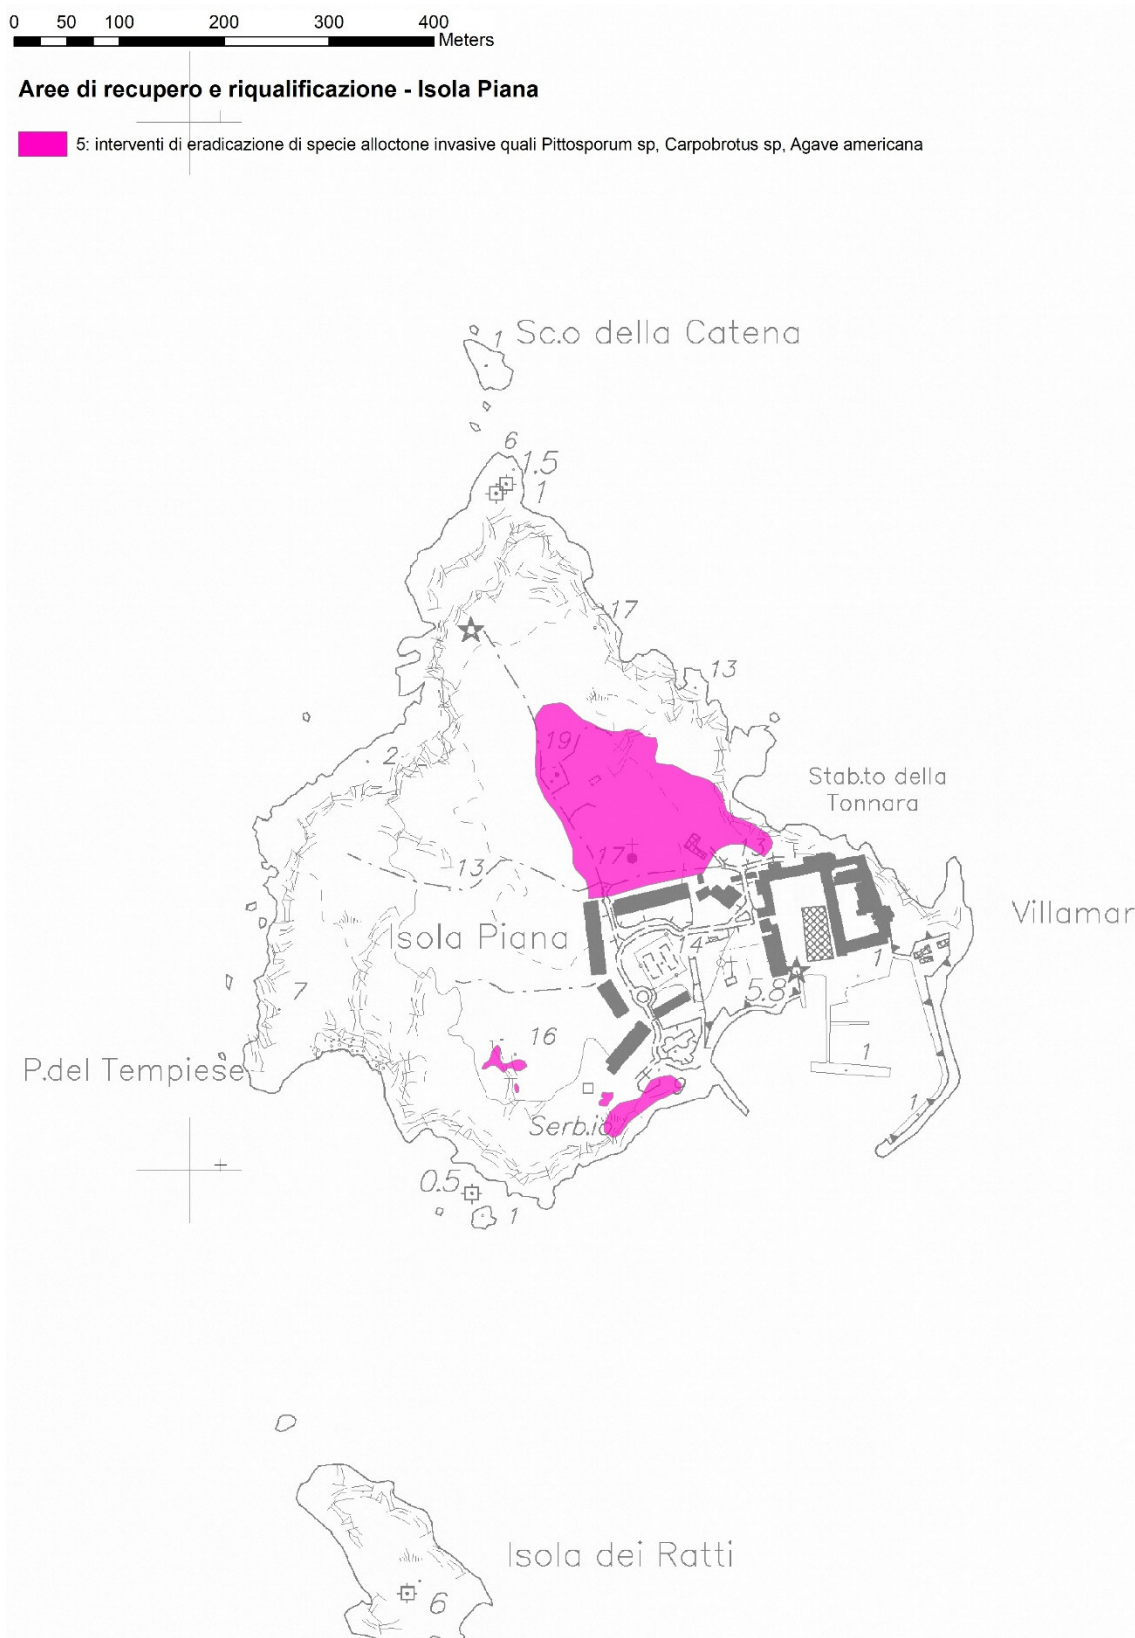 0 50 100 200 300 400
Meters
Aree di recupero e riqualificazione - Isola Piana
5: interventi di eradicazione di specie alloctone invasive quali Pittosporum sp, Carpobrotus sp, Agave americana
1 Sc.o della Catena
6
1.5
1
17
13
19
2
Stab.to della
Tonnara
17
13
13
Isola Piana
Villamar
4
1
5.8
7
16
1
P.del Tempiese
9
1
Serb.io
0.5
1
Isola dei Ratti
6